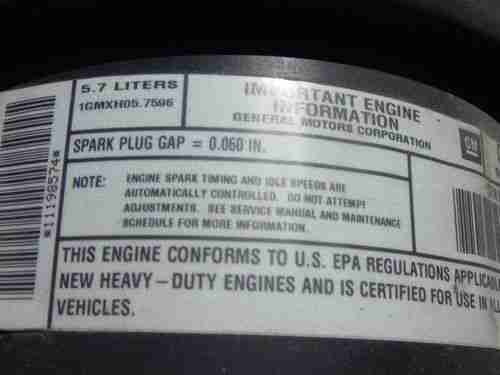 5.7 LITERS
1GMXH05.7596
IMPORTANT ENGINE
INFORMATION
GENERAL MOTORS CORPORATION
GM
SPARK PLUG GAP = 0.060 IN.
NOTE: ENGINE SPARK TIMING AND IDLE SPEEDS ARE
AUTOMATICALLY CONTROLLED. DO NOT ATTEMPT
ADJUSTMENTS. SEE SERVICE MANUAL AND MAINTENANCE
SCHEDULE FOR MORE INFORMATION.
*11198574*
THIS ENGINE CONFORMS TO U.S. EPA REGULATIONS
NEW HEAVY-DUTY ENGINES AND IS CERTIFIED FOR USE IN
VEHICLES.